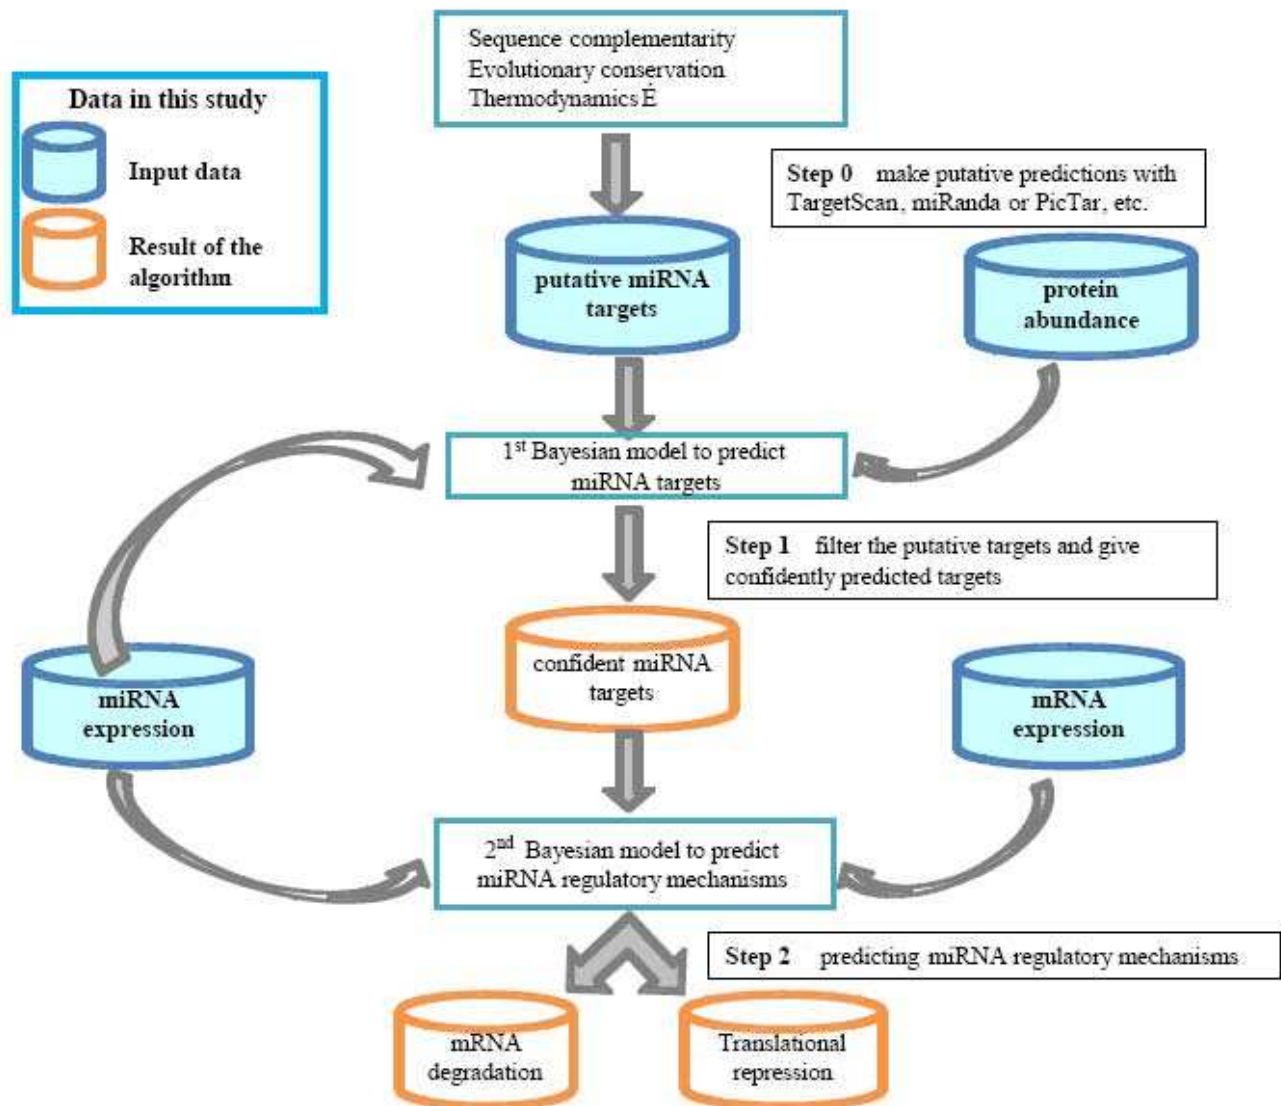 Sequence complementarity
Evolutionary conservation
Thermodynamics É
Data in this study
Input data
Result of the
algorithm
Step 0 make putative predictions with
TargetScan, miRanda or PicTar, etc.
putative miRNA
targets
protein
abundance
1st Bayesian model to predict
miRNA targets
Step 1 filter the putative targets and give
confidently predicted targets
confident miRNA
targets
miRNA
expression
mRNA
expression
2nd Bayesian model to predict
miRNA regulatory mechanisms
Step 2 predicting miRNA regulatory mechanisms
mRNA
degradation
Translational
repression